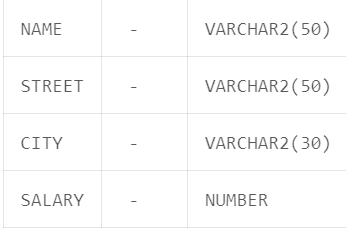 NAME - VARCHAR2(50)
STREET - VARCHAR2(50)
CITY - VARCHAR2(30)
SALARY - NUMBER